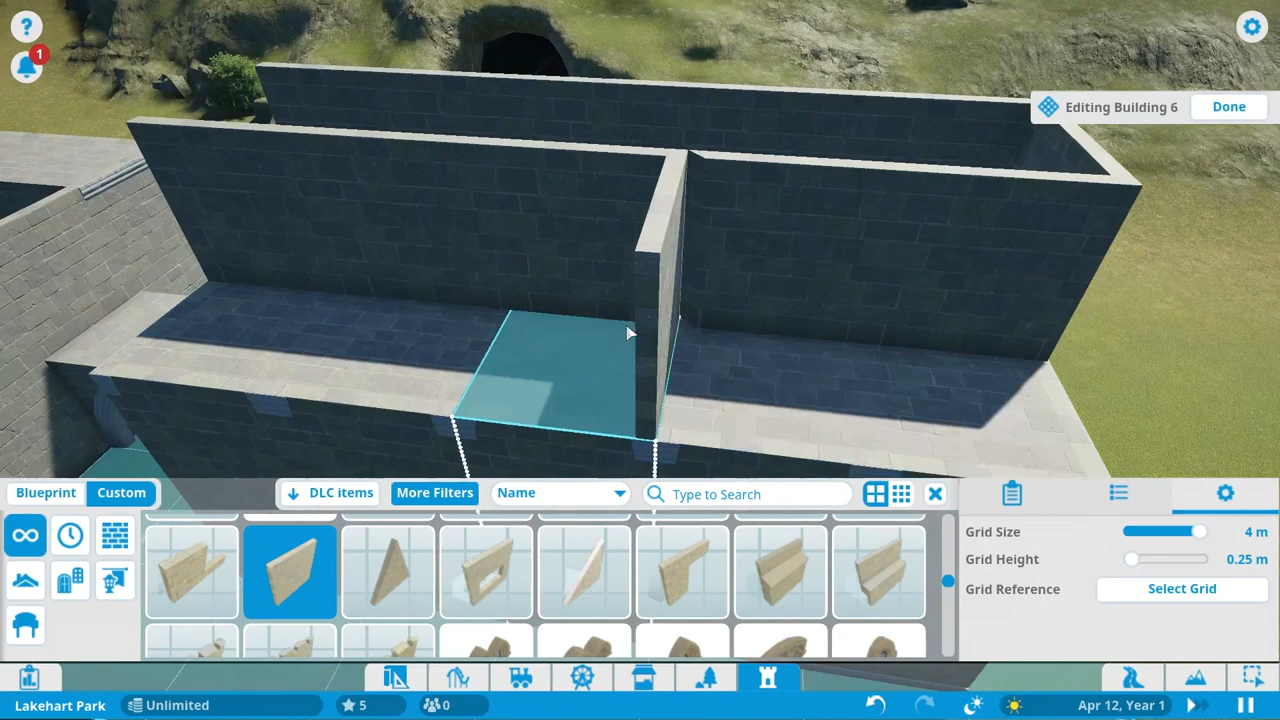 ?
1
Editing Building 6
Done
Blueprint
Custom
DLC items
More Filters
Name
Type to Search
Grid Size
4 m
Grid Height
0.25 m
Grid Reference
Select Grid
Lakehart Park
Unlimited
5
0
Apr 12, Year 1